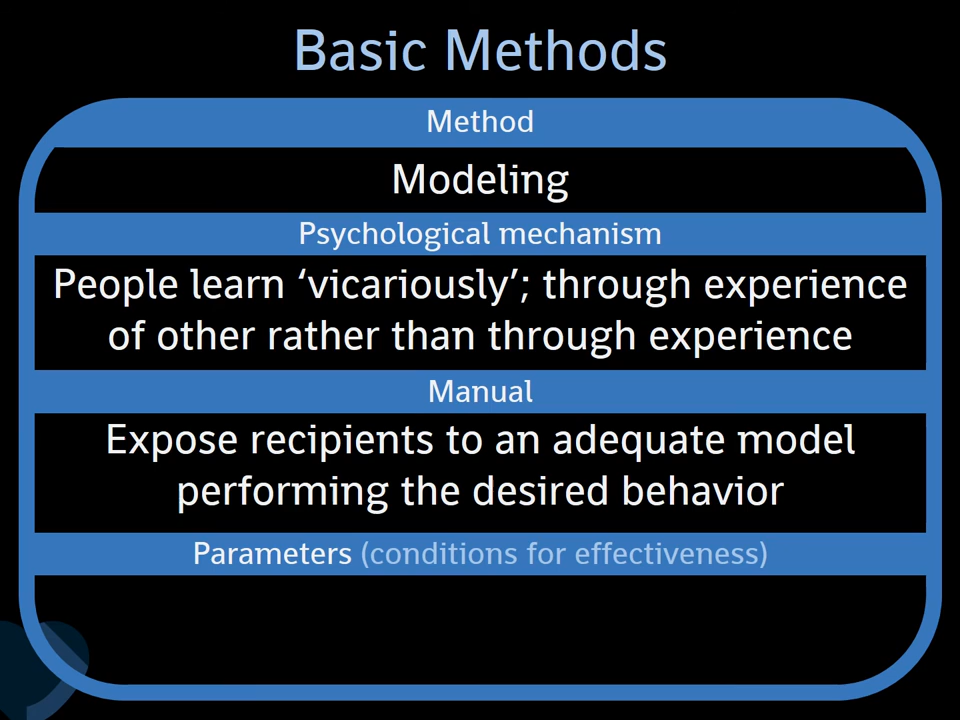 Basic Methods
Method
Modeling
Psychological mechanism
People learn ‘vicariously’; through experience
of other rather than through experience
Manual
Expose recipients to an adequate model
performing the desired behavior
Parameters (conditions for effectiveness)